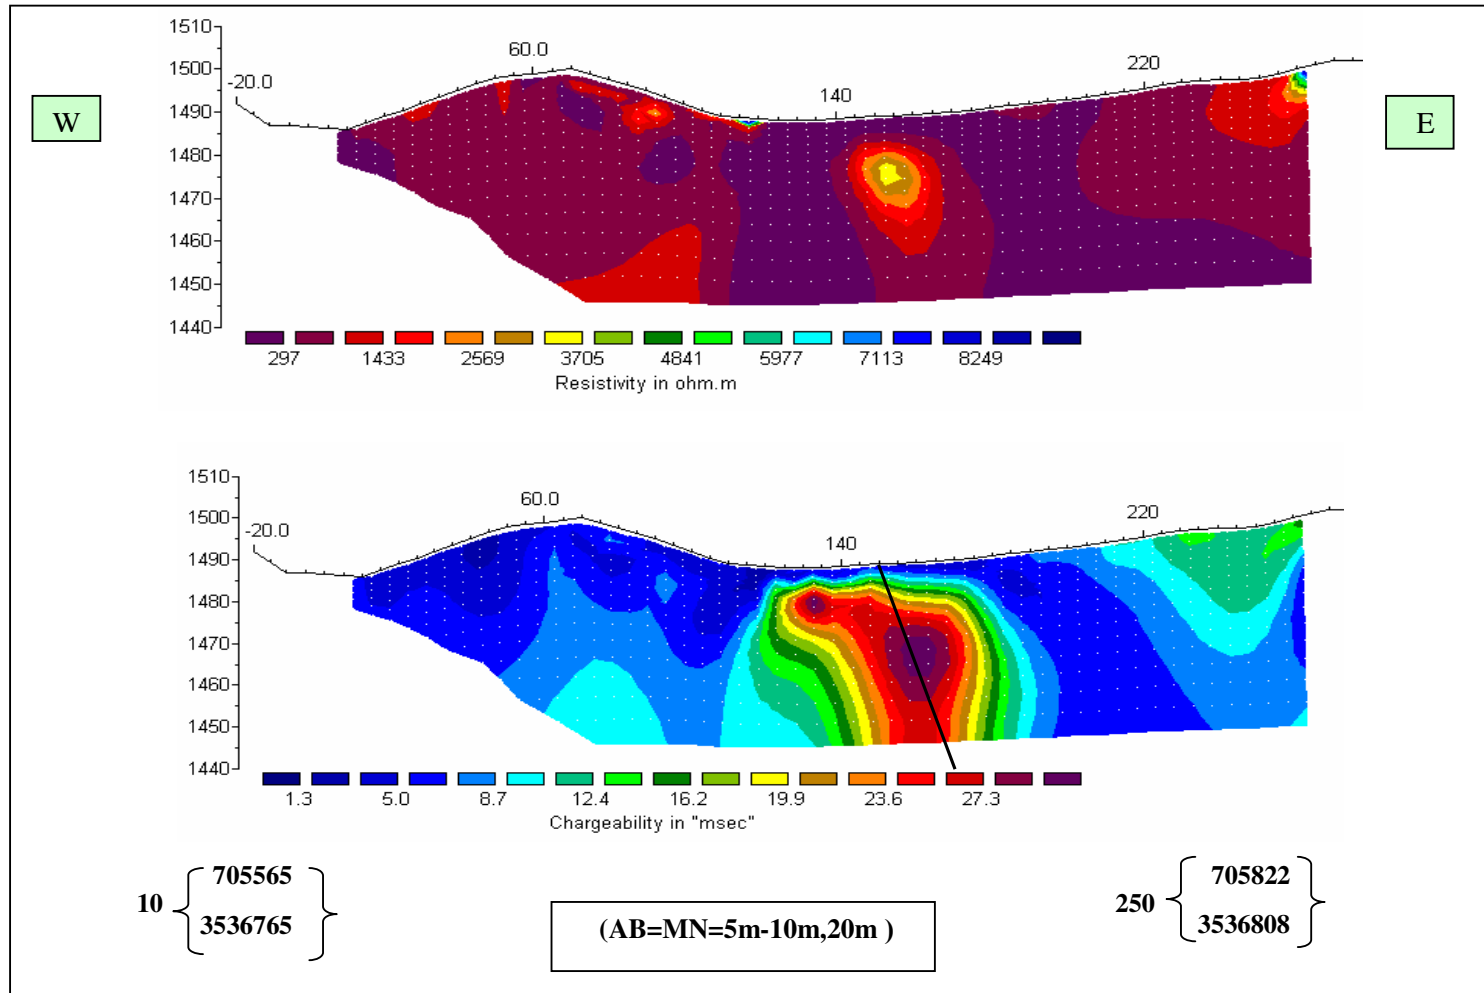 1510
1500
1490
1480
1470
1460
1450
1440
-20.0
60.0
140
220
W
E
297 1433 2569 3705 4841 5977 7113 8249
Resistivity in ohm.m
1510
1500
1490
1480
1470
1460
1450
1440
-20.0
60.0
140
220
1.3 5.0 8.7 12.4 16.2 19.9 23.6 27.3
Chargeability in "msec"
10 { 705565 }
3536765
(AB=MN=5m-10m,20m )
250 { 705822 }
3536808